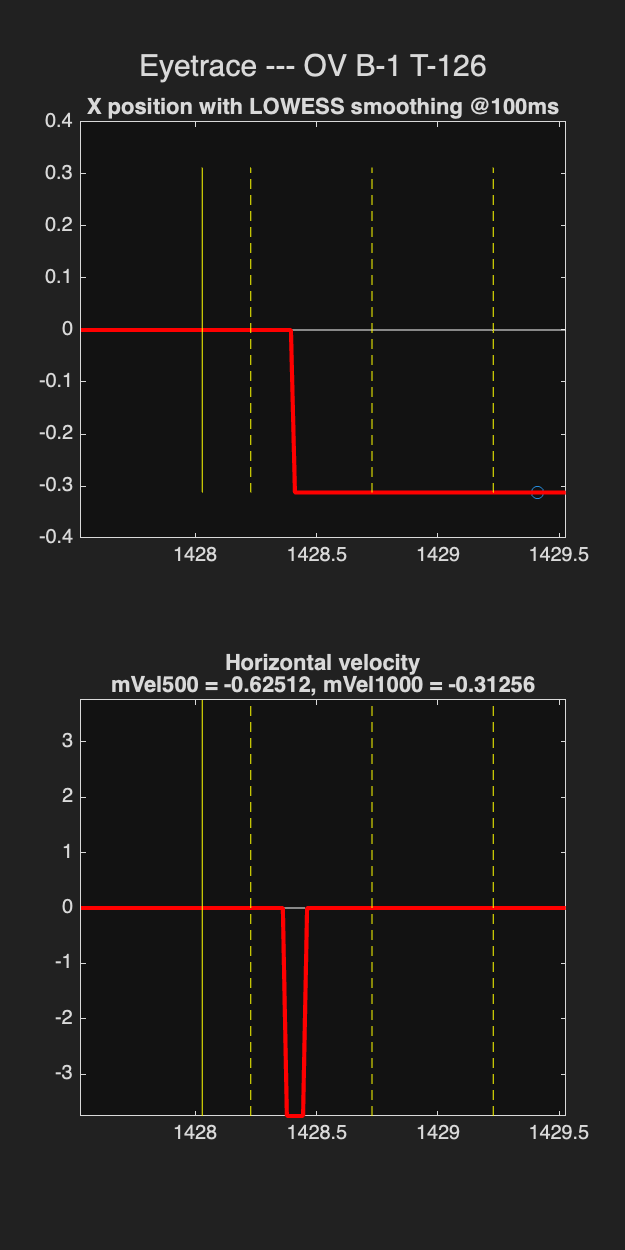 Eyetrace --- OV B-1 T-126
X position with LOWESS smoothing @100ms
0.4
0.3
0.2
0.1
0
-0.1
-0.2
-0.3
-0.4
1428 1428.5 1429 1429.5
Horizontal velocity
mVel500 = -0.62512, mVel1000 = -0.31256
3
2
1
0
-1
-2
-3
1428 1428.5 1429 1429.5